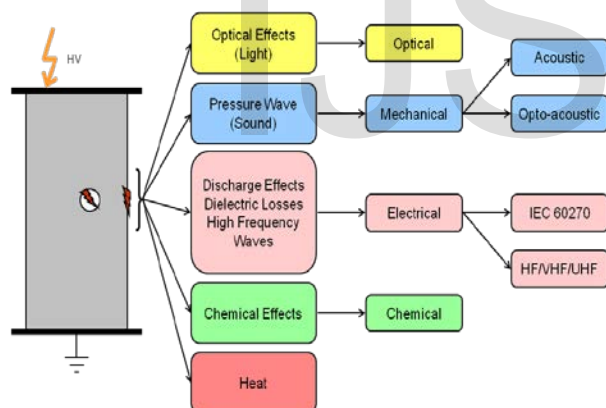 IJS
HV
Optical Effects
(Light)
Optical
Pressure Wave
(Sound)
Mechanical
Acoustic
Opto-acoustic
Discharge Effects
Dielectric Losses
High Frequency
Waves
Electrical
IEC 60270
HF/VHF/UHF
Chemical Effects
Chemical
Heat